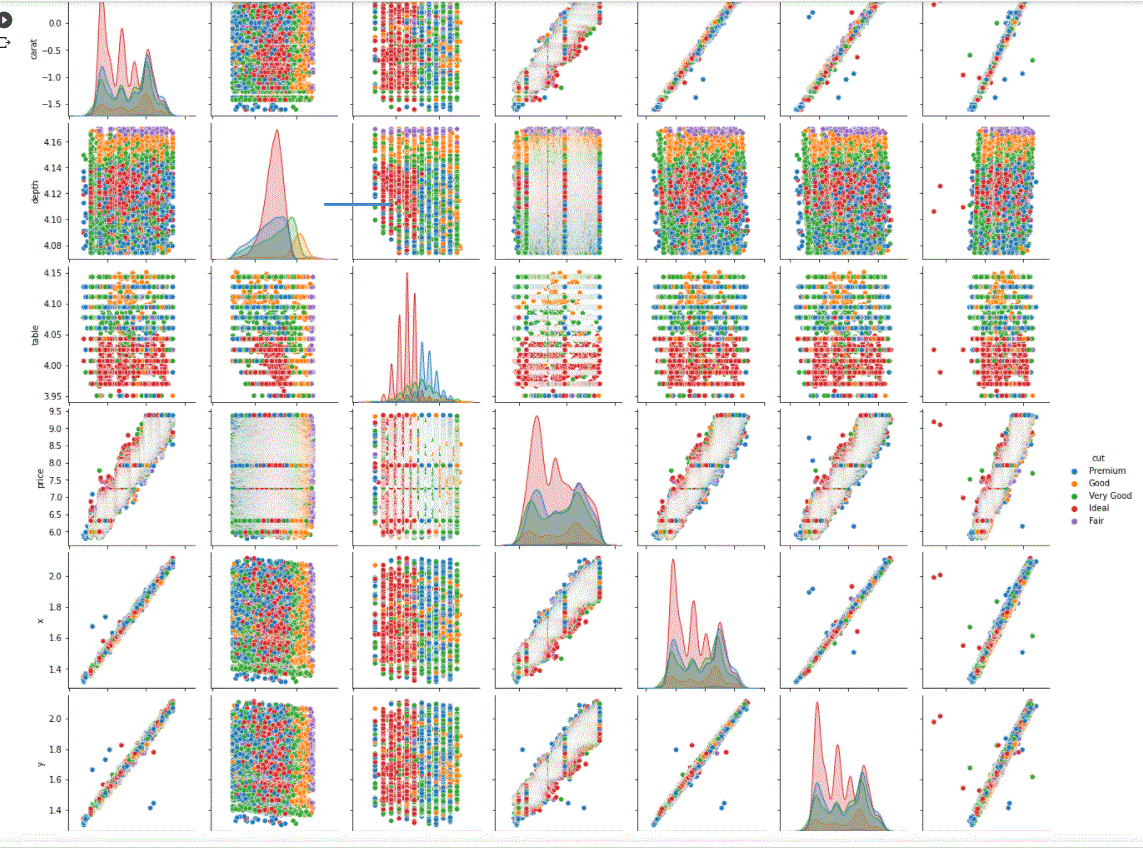 0.0
−0.5
−1.0
−1.5
carat
4.16
4.14
4.12
4.10
4.08
depth
4.15
4.10
4.05
4.00
3.95
table
9.5
9.0
8.5
8.0
7.5
7.0
6.5
6.0
price
cut
Premium
Good
Very Good
Ideal
Fair
2.0
1.8
1.6
1.4
x
2.0
1.8
1.6
1.4
y